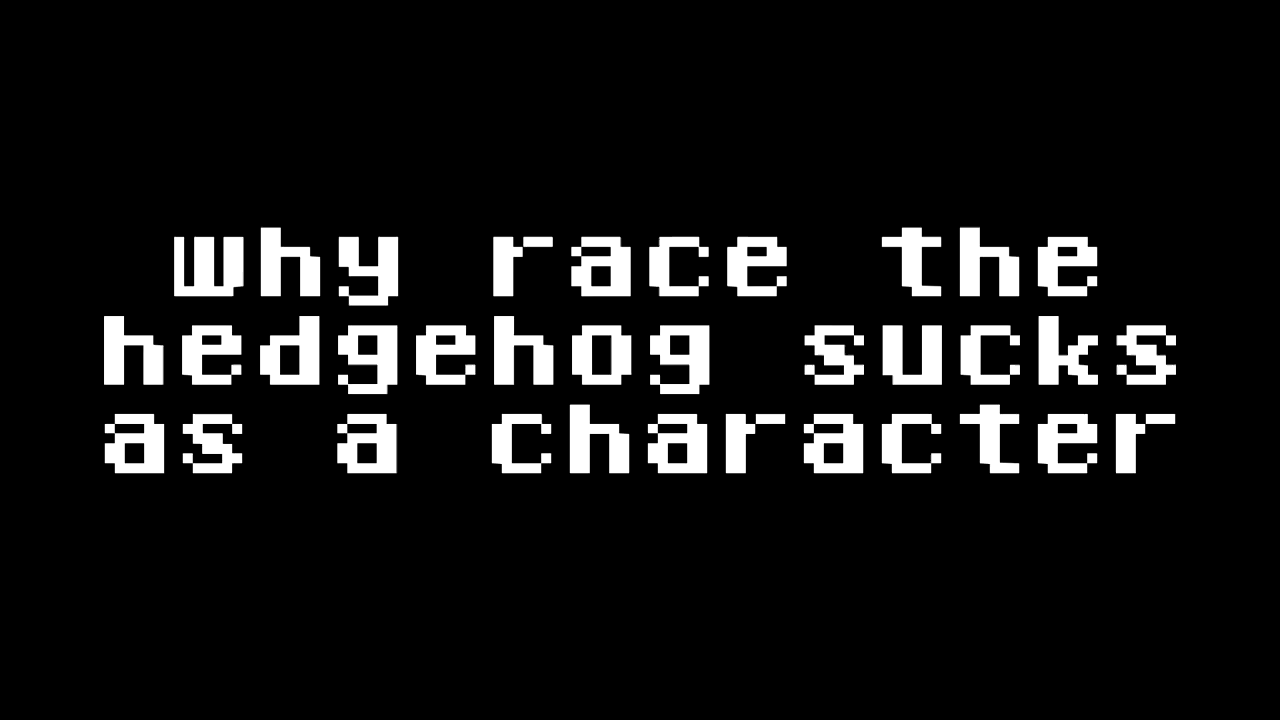 why race the
hedgehog sucks
as a character